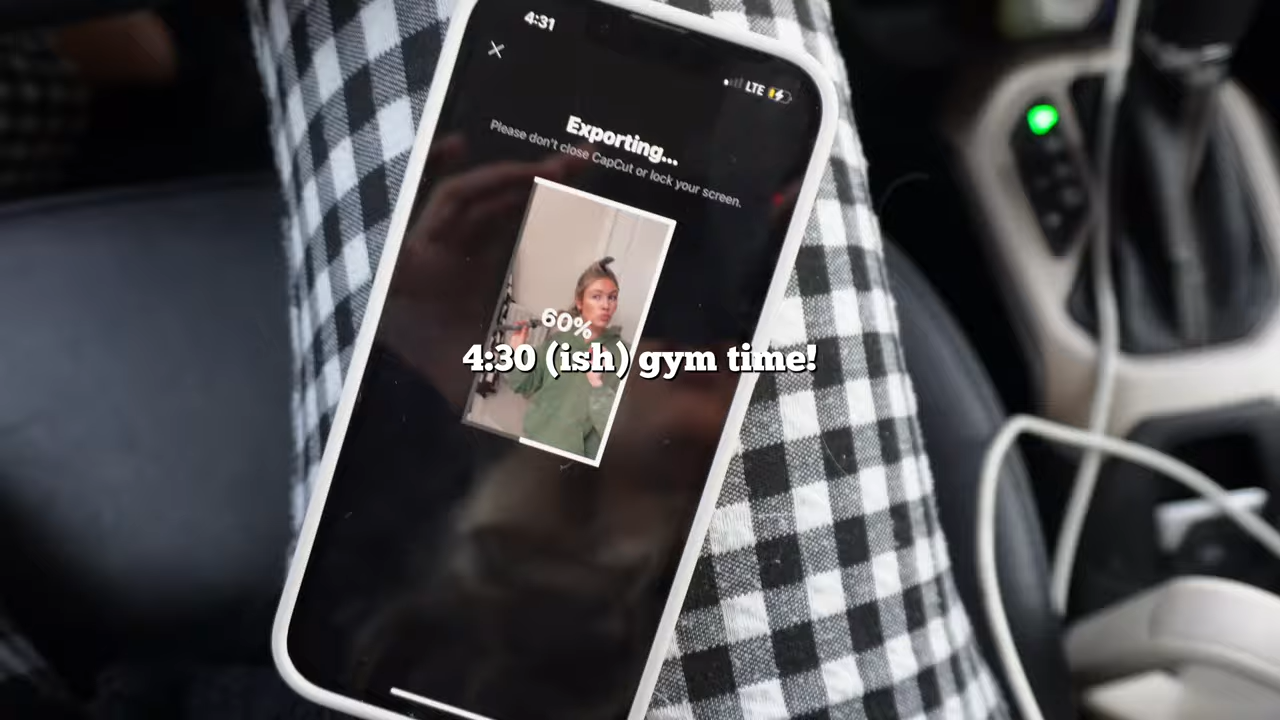 4:31
LTE
Exporting...
Please don't close CapCut or lock your screen.
60%
4:30 (ish) gym time!